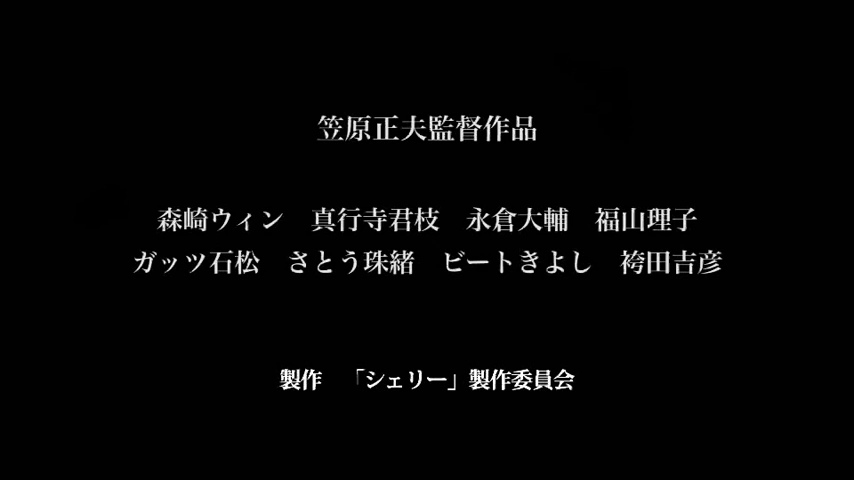 笠原正夫監督作品
森崎ウィン　真行寺君枝　永倉大輔　福山理子
ガッツ石松　さとう珠緒　ビートきよし　袴田吉彦
製作　「シェリー」製作委員会